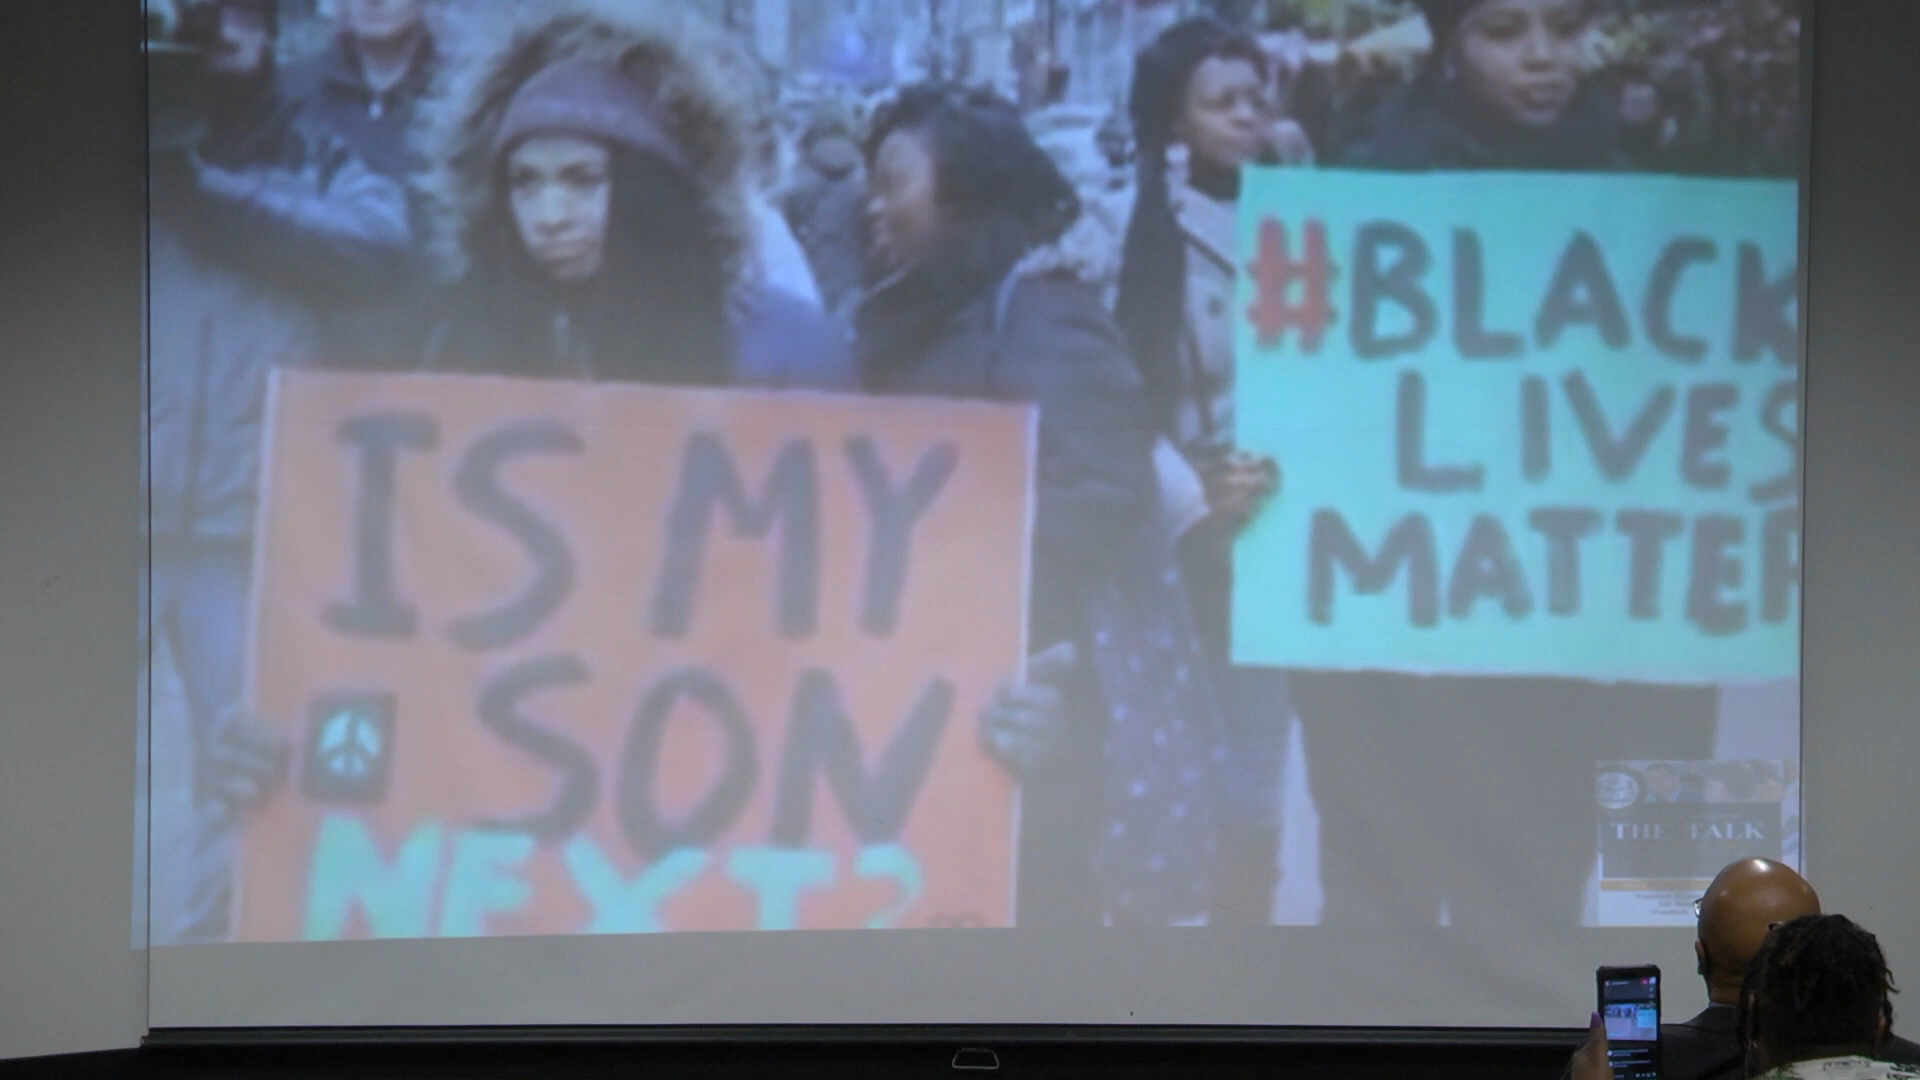 IS MY
SON
NEXT?
#BLACK
LIVES
MATTER
THE TALK